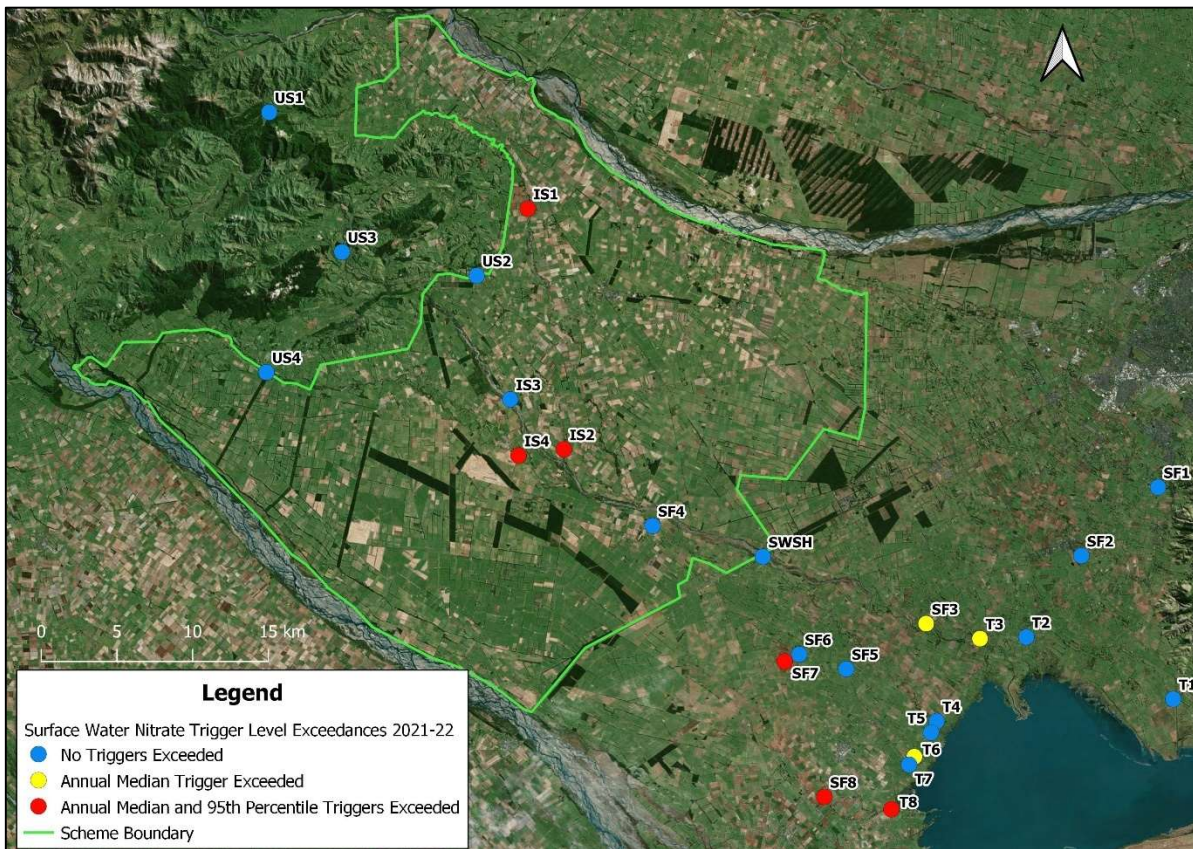 US1
IS1
US3
US2
US4
IS3
IS4
IS2
SF1
SF4
SWSH
SF2
SF3
T3
T2
SF6
SF7
SF5
T1
T4
T5
T6
T7
SF8
T8
0 5 10 15 km
Legend
Surface Water Nitrate Trigger Level Exceedances 2021-22
No Triggers Exceeded
Annual Median Trigger Exceeded
Annual Median and 95th Percentile Triggers Exceeded
Scheme Boundary